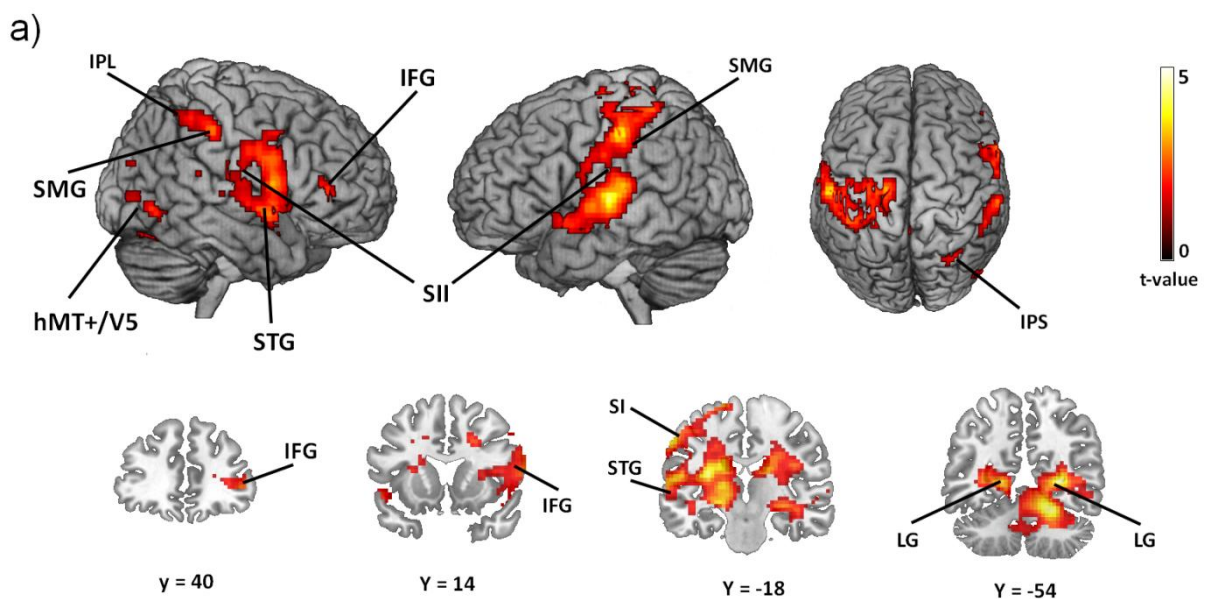 a)
IPL
IFG
SMG
SMG
hMT+/V5
STG
SII
IPS
5
0
t-value
IFG
y = 40
IFG
Y = 14
SI
STG
Y = -18
LG
LG
Y = -54